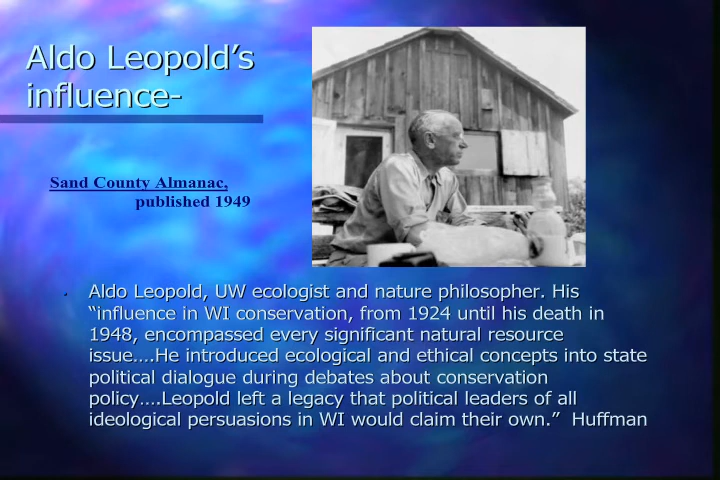 Aldo Leopold’s
influence-
Sand County Almanac,
published 1949
Aldo Leopold, UW ecologist and nature philosopher. His
“influence in WI conservation, from 1924 until his death in
1948, encompassed every significant natural resource
issue….He introduced ecological and ethical concepts into state
political dialogue during debates about conservation
policy….Leopold left a legacy that political leaders of all
ideological persuasions in WI would claim their own.”  Huffman